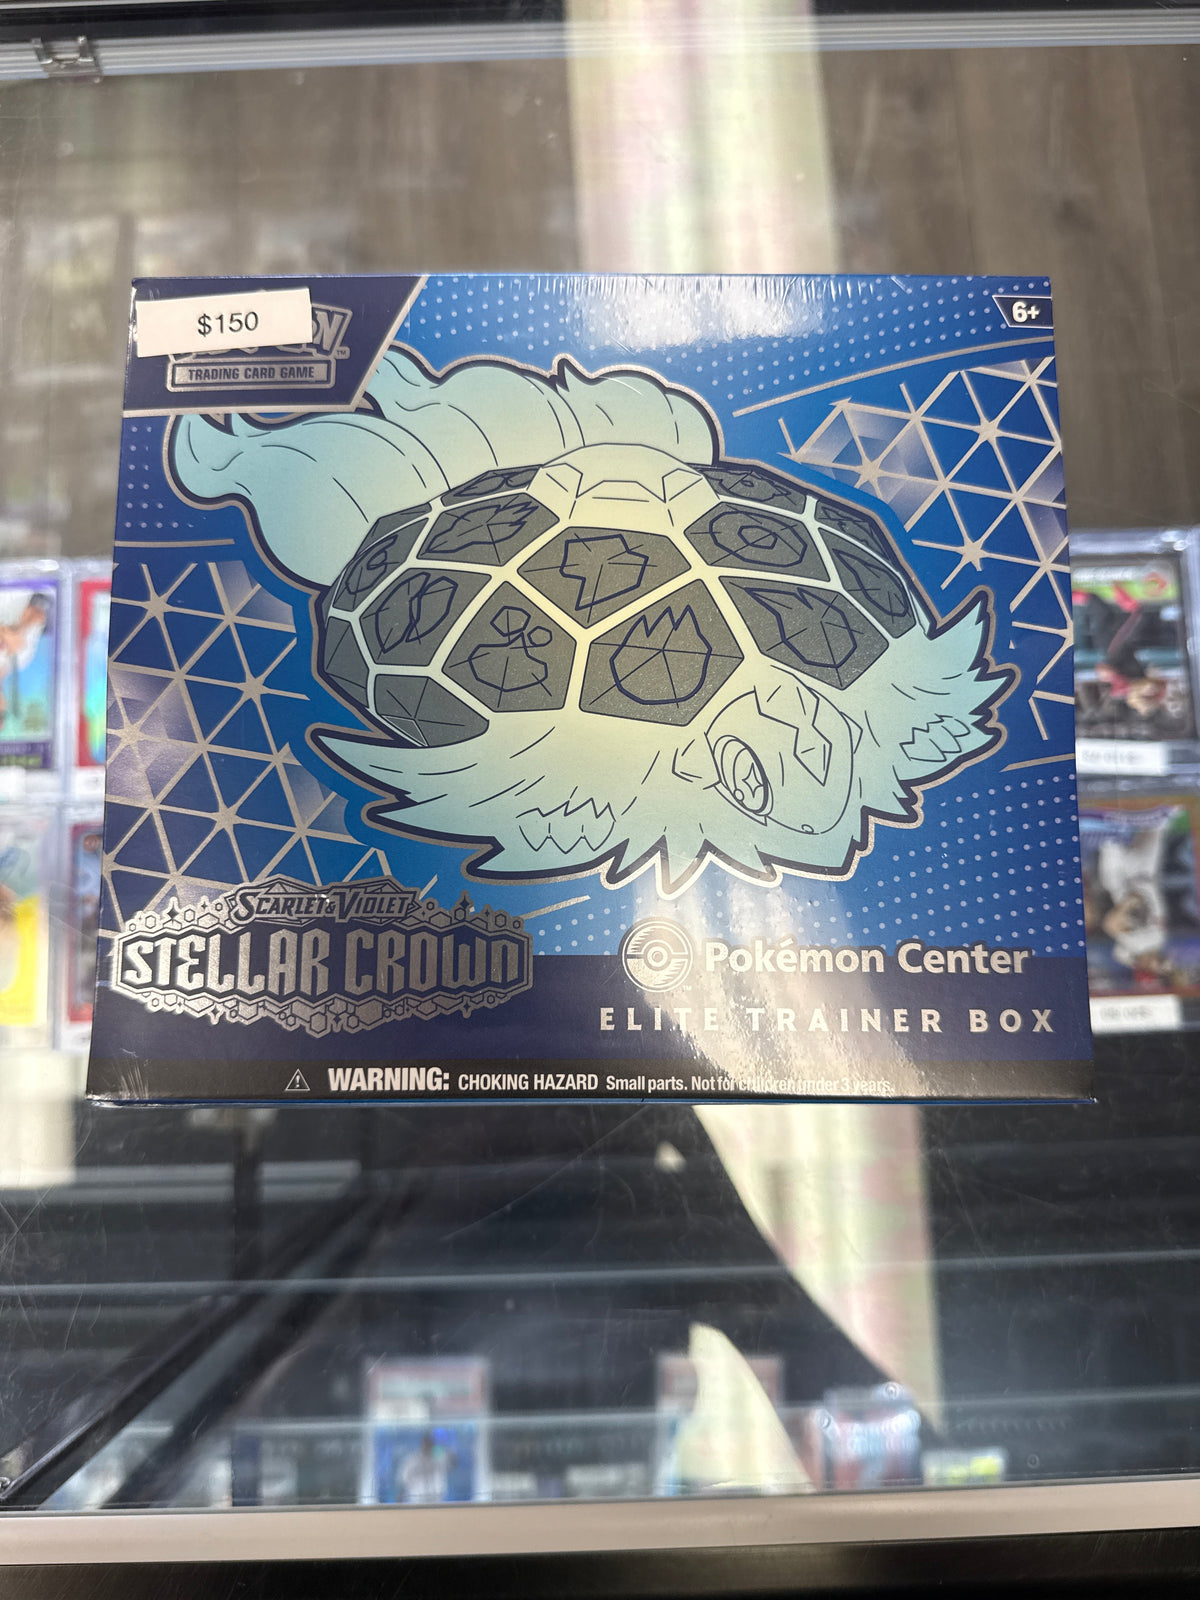 $150
TRADING CARD GAME
6+
SCARLET & VIOLET
STELLAR CROWN
Pokémon Center
ELITE TRAINER BOX
WARNING: CHOKING HAZARD Small parts. Not for children under 3 years.